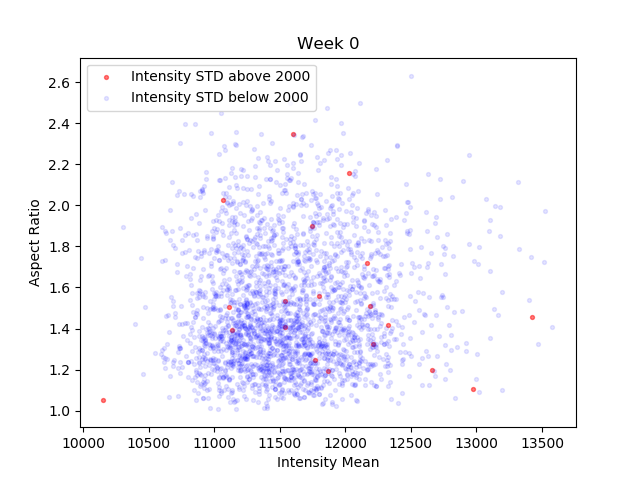 Week 0
Intensity STD above 2000
Intensity STD below 2000
Aspect Ratio
2.6
2.4
2.2
2.0
1.8
1.6
1.4
1.2
1.0
10000 10500 11000 11500 12000 12500 13000 13500
Intensity Mean